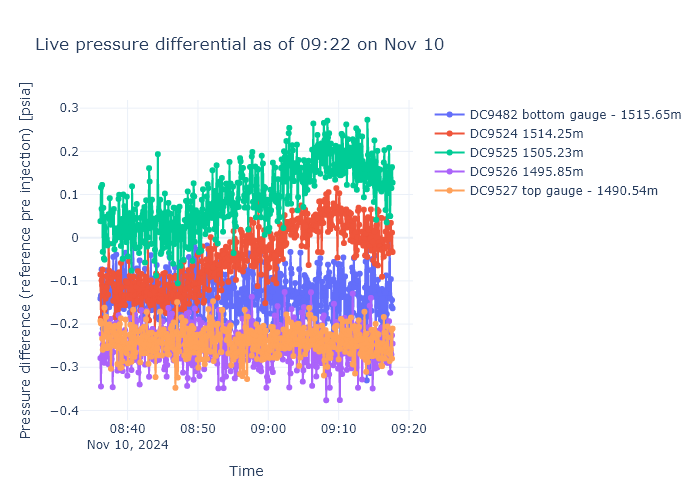 Live pressure differential as of 09:22 on Nov 10
Pressure difference (reference pre injection) [psia]
0.3
0.2
0.1
0
−0.1
−0.2
−0.3
−0.4
08:40
Nov 10, 2024
08:50
09:00
09:10
09:20
Time
DC9482 bottom gauge - 1515.65m
DC9524 1514.25m
DC9525 1505.23m
DC9526 1495.85m
DC9527 top gauge - 1490.54m